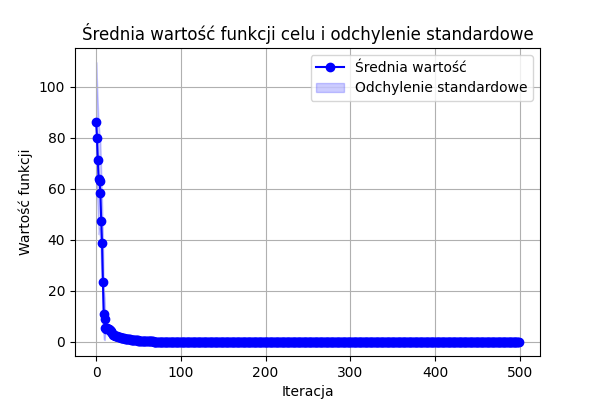 Średnia wartość funkcji celu i odchylenie standardowe
Średnia wartość
Odchylenie standardowe
Wartość funkcji
100
80
60
40
20
0
0 100 200 300 400 500
Iteracja